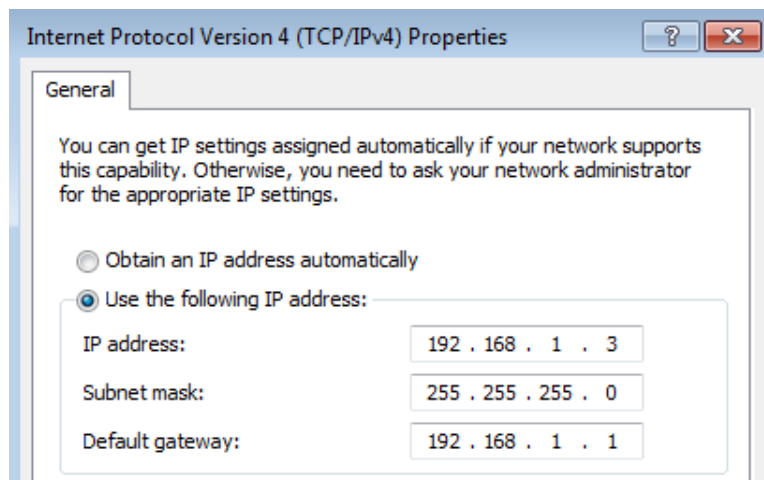 Internet Protocol Version 4 (TCP/IPv4) Properties
General
You can get IP settings assigned automatically if your network supports
this capability. Otherwise, you need to ask your network administrator
for the appropriate IP settings.
Obtain an IP address automatically
Use the following IP address:
IP address: 192 . 168 . 1 . 3
Subnet mask: 255 . 255 . 255 . 0
Default gateway: 192 . 168 . 1 . 1